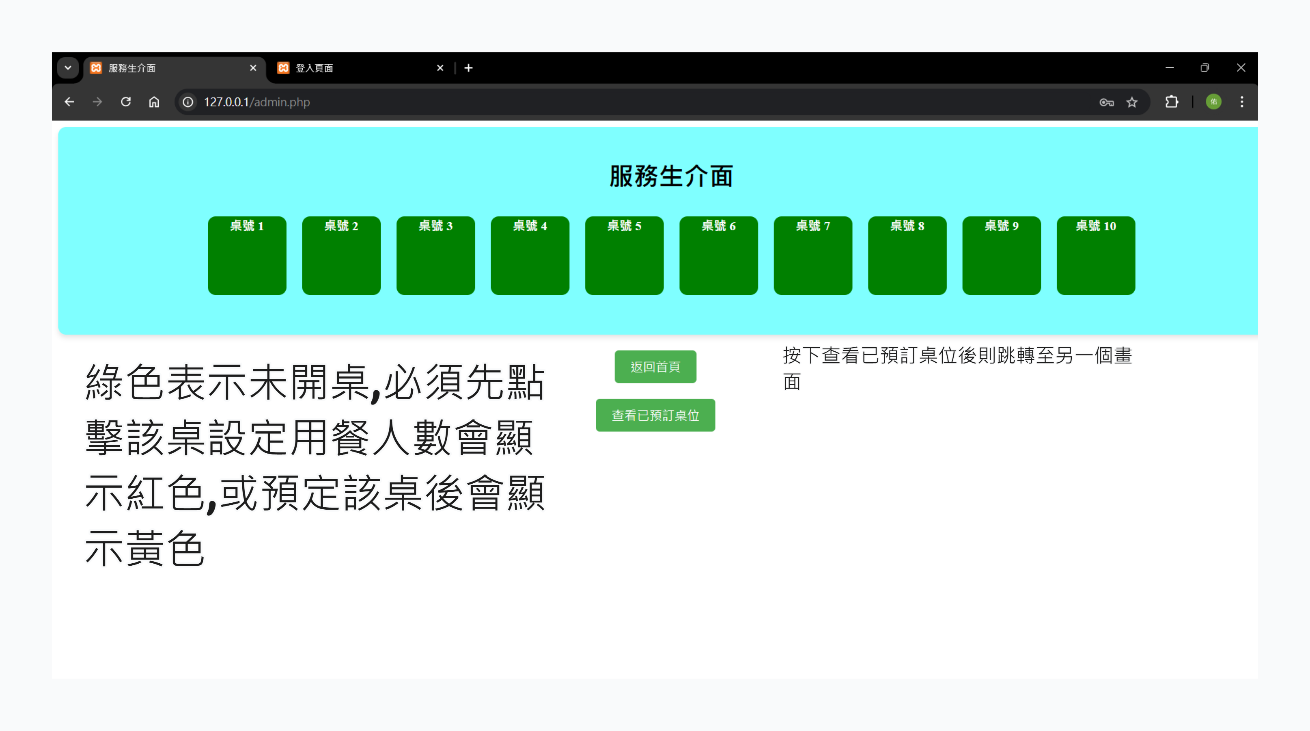 服務生介面
登入頁面
127.0.0.1/admin.php
服務生介面
桌號 1
桌號 2
桌號 3
桌號 4
桌號 5
桌號 6
桌號 7
桌號 8
桌號 9
桌號 10
綠色表示未開桌,必須先點
擊該桌設定用餐人數會顯
示紅色,或預定該桌後會顯
示黃色
返回首頁
查看已預訂桌位
按下查看已預訂桌位後則跳轉至另一個畫
面